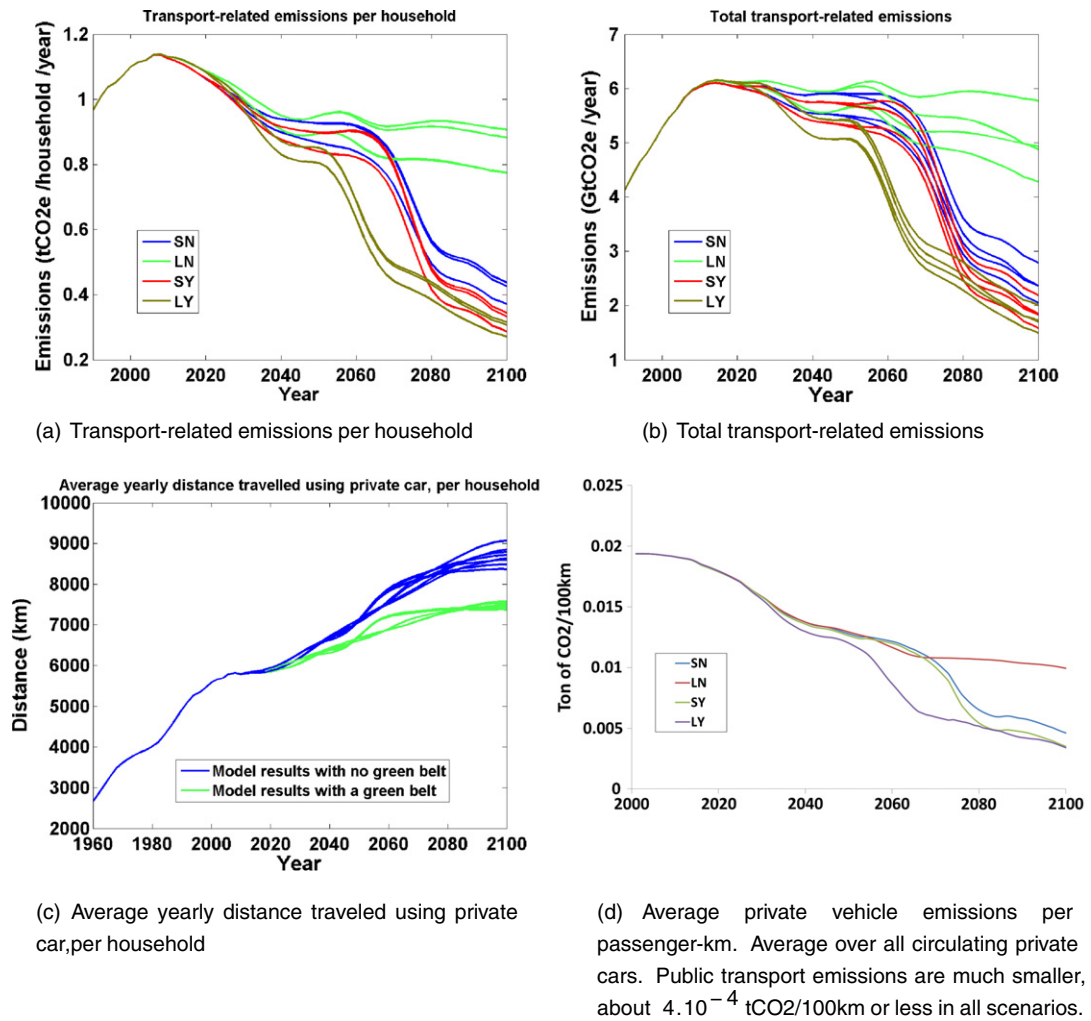 Transport-related emissions per household
Emissions (tCO2e /household /year)
1.2
1
0.8
0.6
0.4
0.2
SN
LN
SY
LY
2000 2020 2040 2060 2080 2100
Year
(a) Transport-related emissions per household
Total transport-related emissions
Emissions (GtCO2e /year)
7
6
5
4
3
2
1
SN
LN
SY
LY
2000 2020 2040 2060 2080 2100
Year
(b) Total transport-related emissions
Average yearly distance travelled using private car, per household
Distance (km)
10000
9000
8000
7000
6000
5000
4000
3000
2000
Model results with no green belt
Model results with a green belt
1960 1980 2000 2020 2040 2060 2080 2100
Year
(c) Average yearly distance traveled using private
car,per household
Ton of CO2/100km
0.025
0.02
0.015
0.01
0.005
0
SN
LN
SY
LY
2000 2020 2040 2060 2080 2100
(d) Average private vehicle emissions per
passenger-km. Average over all circulating private
cars. Public transport emissions are much smaller,
about 4.10⁻⁴ tCO2/100km or less in all scenarios.